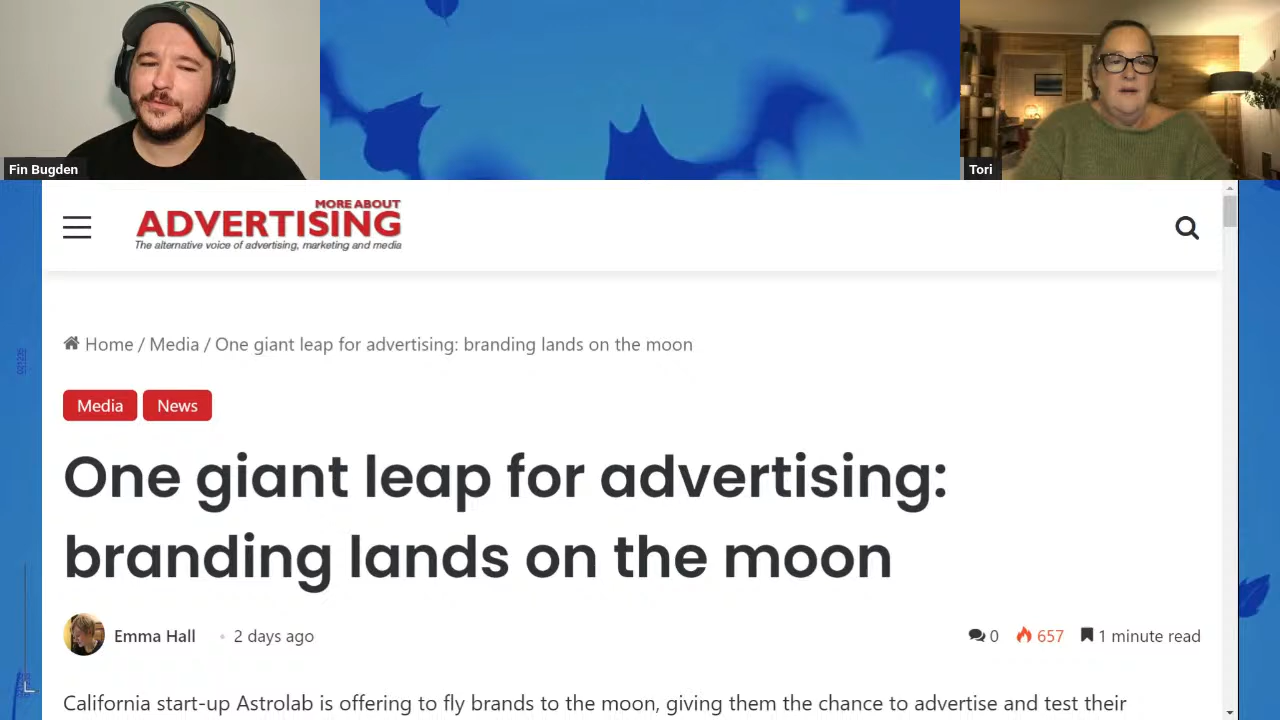 Fin Bugden
Tori
MORE ABOUT
ADVERTISING
The alternative voice of advertising, marketing and media
Home / Media / One giant leap for advertising: branding lands on the moon
Media News
One giant leap for advertising:
branding lands on the moon
Emma Hall 2 days ago 0 657 1 minute read
California start-up Astrolab is offering to fly brands to the moon, giving them the chance to advertise and test their